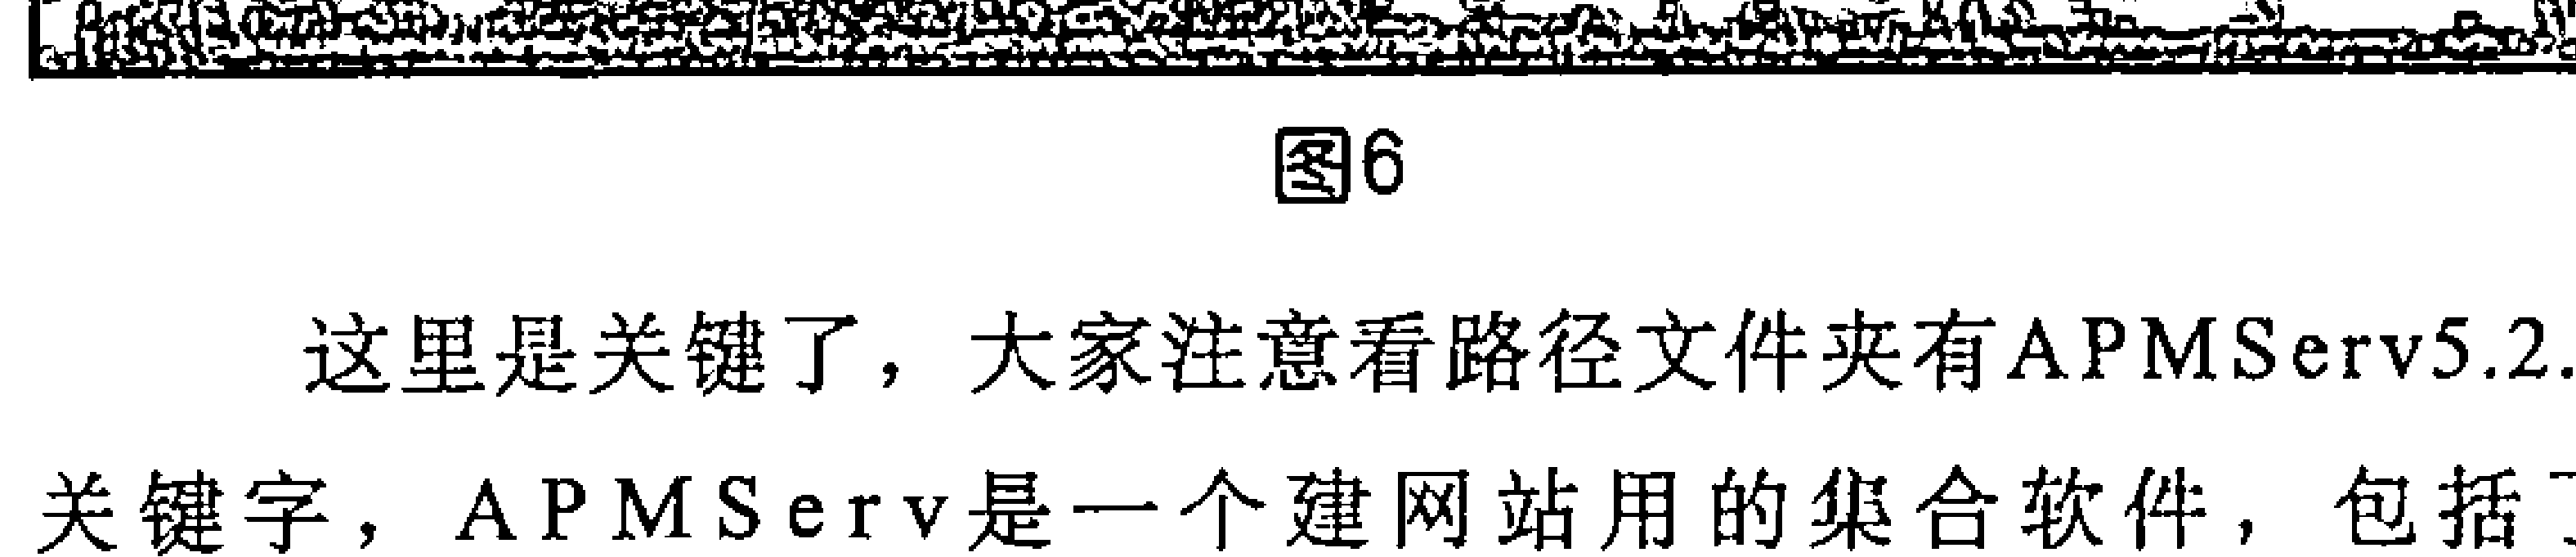 图6
这里是关键了，大家注意看路径文件夹有APMServ5.2.
关键字，APMServ是一个建网站用的集合软件，包括